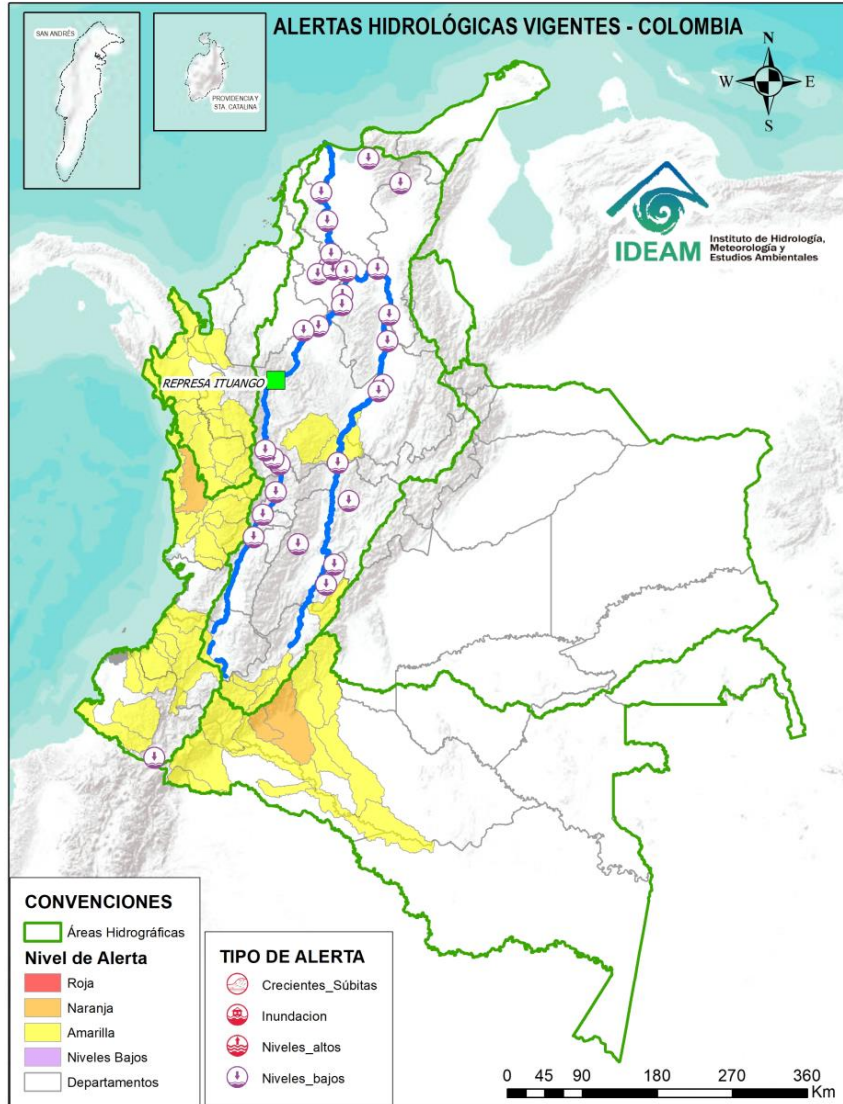 ALERTAS HIDROLÓGICAS VIGENTES - COLOMBIA
SAN ANDRÉS
PROVIDENCIA Y
STA. CATALINA
N
W
E
S
IDEAM
Instituto de Hidrología,
Meteorología y
Estudios Ambientales
REPRESA ITUANGO
CONVENCIONES
Áreas Hidrográficas
Nivel de Alerta
Roja
Naranja
Amarilla
Niveles Bajos
Departamentos
TIPO DE ALERTA
Crecientes_Súbitas
Inundacion
Niveles_altos
Niveles_bajos
0 45 90 180 270 360
Km